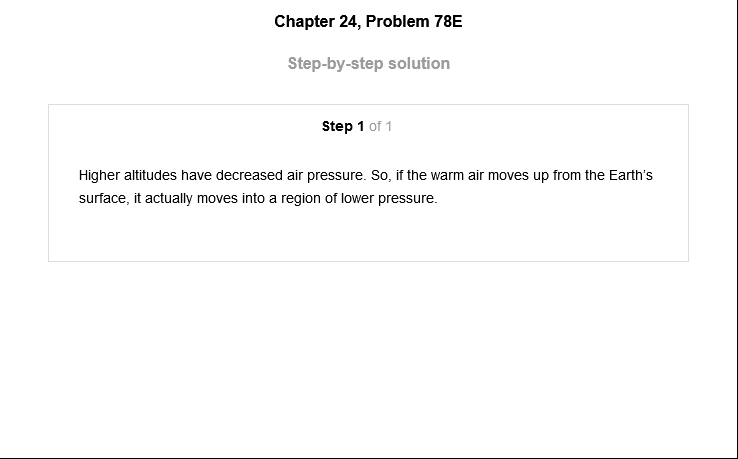 Chapter 24, Problem 78E
Step-by-step solution
Step 1 of 1
Higher altitudes have decreased air pressure. So, if the warm air moves up from the Earth’s
surface, it actually moves into a region of lower pressure.